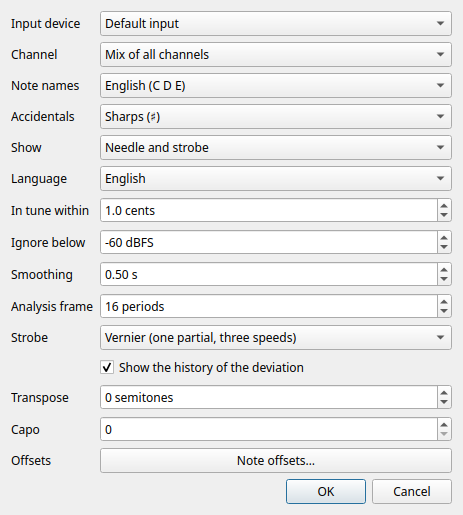 Input device Default input
Channel Mix of all channels
Note names English (C D E)
Accidentals Sharps (♯)
Show Needle and strobe
Language English
In tune within 1.0 cents
Ignore below -60 dBFS
Smoothing 0.50 s
Analysis frame 16 periods
Strobe Vernier (one partial, three speeds)
Show the history of the deviation
Transpose 0 semitones
Capo 0
Offsets Note offsets...
OK Cancel